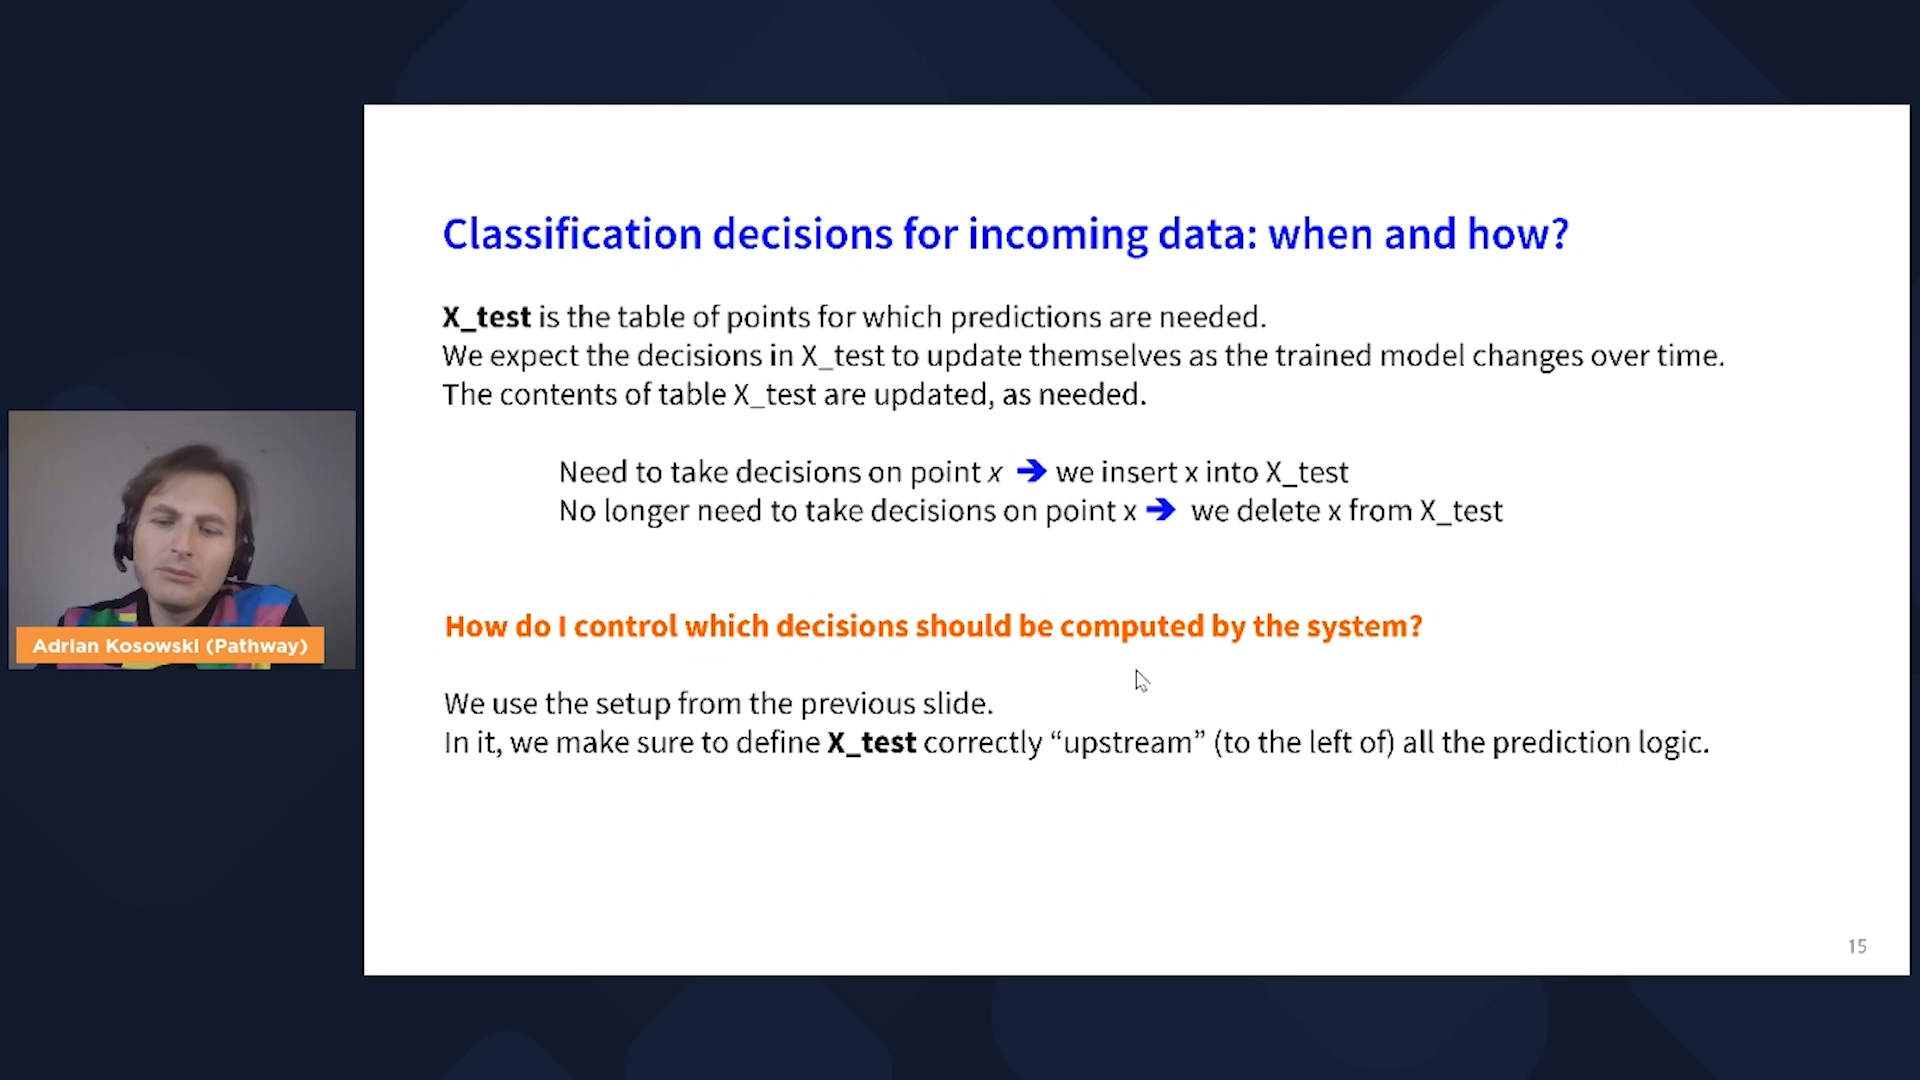 Classification decisions for incoming data: when and how?
X_test is the table of points for which predictions are needed.
We expect the decisions in X_test to update themselves as the trained model changes over time.
The contents of table X_test are updated, as needed.
Need to take decisions on point x ➔ we insert x into X_test
No longer need to take decisions on point x ➔ we delete x from X_test
Adrian Kosowski (Pathway)
How do I control which decisions should be computed by the system?
We use the setup from the previous slide.
In it, we make sure to define X_test correctly “upstream” (to the left of) all the prediction logic.
15